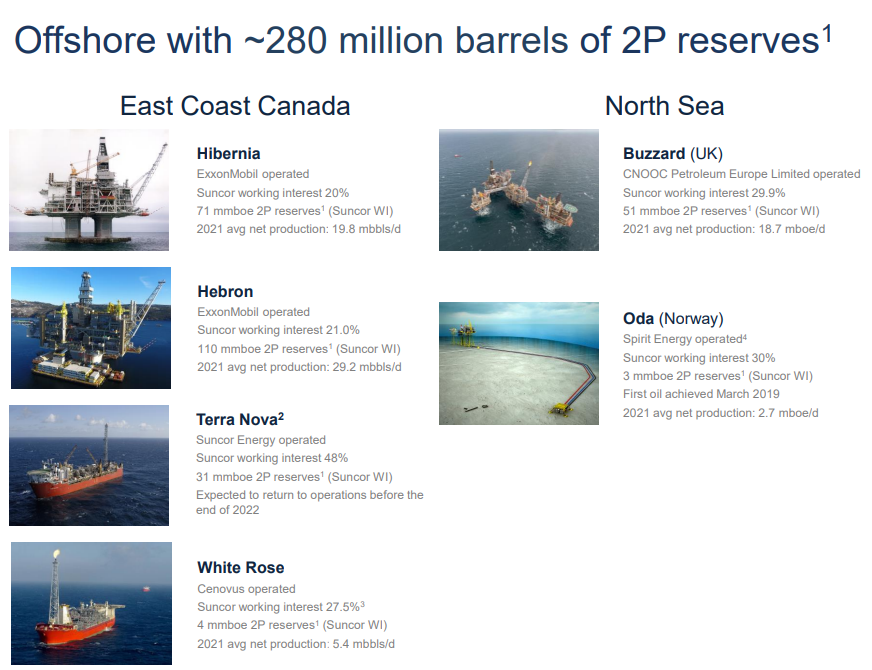 Offshore with ~280 million barrels of 2P reserves¹
East Coast Canada
Hibernia
ExxonMobil operated
Suncor working interest 20%
71 mmboe 2P reserves¹ (Suncor WI)
2021 avg net production: 19.8 mbbls/d
Hebron
ExxonMobil operated
Suncor working interest 21.0%
110 mmboe 2P reserves¹ (Suncor WI)
2021 avg net production: 29.2 mbbls/d
Terra Nova²
Suncor Energy operated
Suncor working interest 48%
31 mmboe 2P reserves¹ (Suncor WI)
Expected to return to operations before the
end of 2022
White Rose
Cenovus operated
Suncor working interest 27.5%³
4 mmboe 2P reserves¹ (Suncor WI)
2021 avg net production: 5.4 mbbls/d
North Sea
Buzzard (UK)
CNOOC Petroleum Europe Limited operated
Suncor working interest 29.9%
51 mmboe 2P reserves¹ (Suncor WI)
2021 avg net production: 18.7 mboe/d
Oda (Norway)
Spirit Energy operated⁴
Suncor working interest 30%
3 mmboe 2P reserves¹ (Suncor WI)
First oil achieved March 2019
2021 avg net production: 2.7 mboe/d